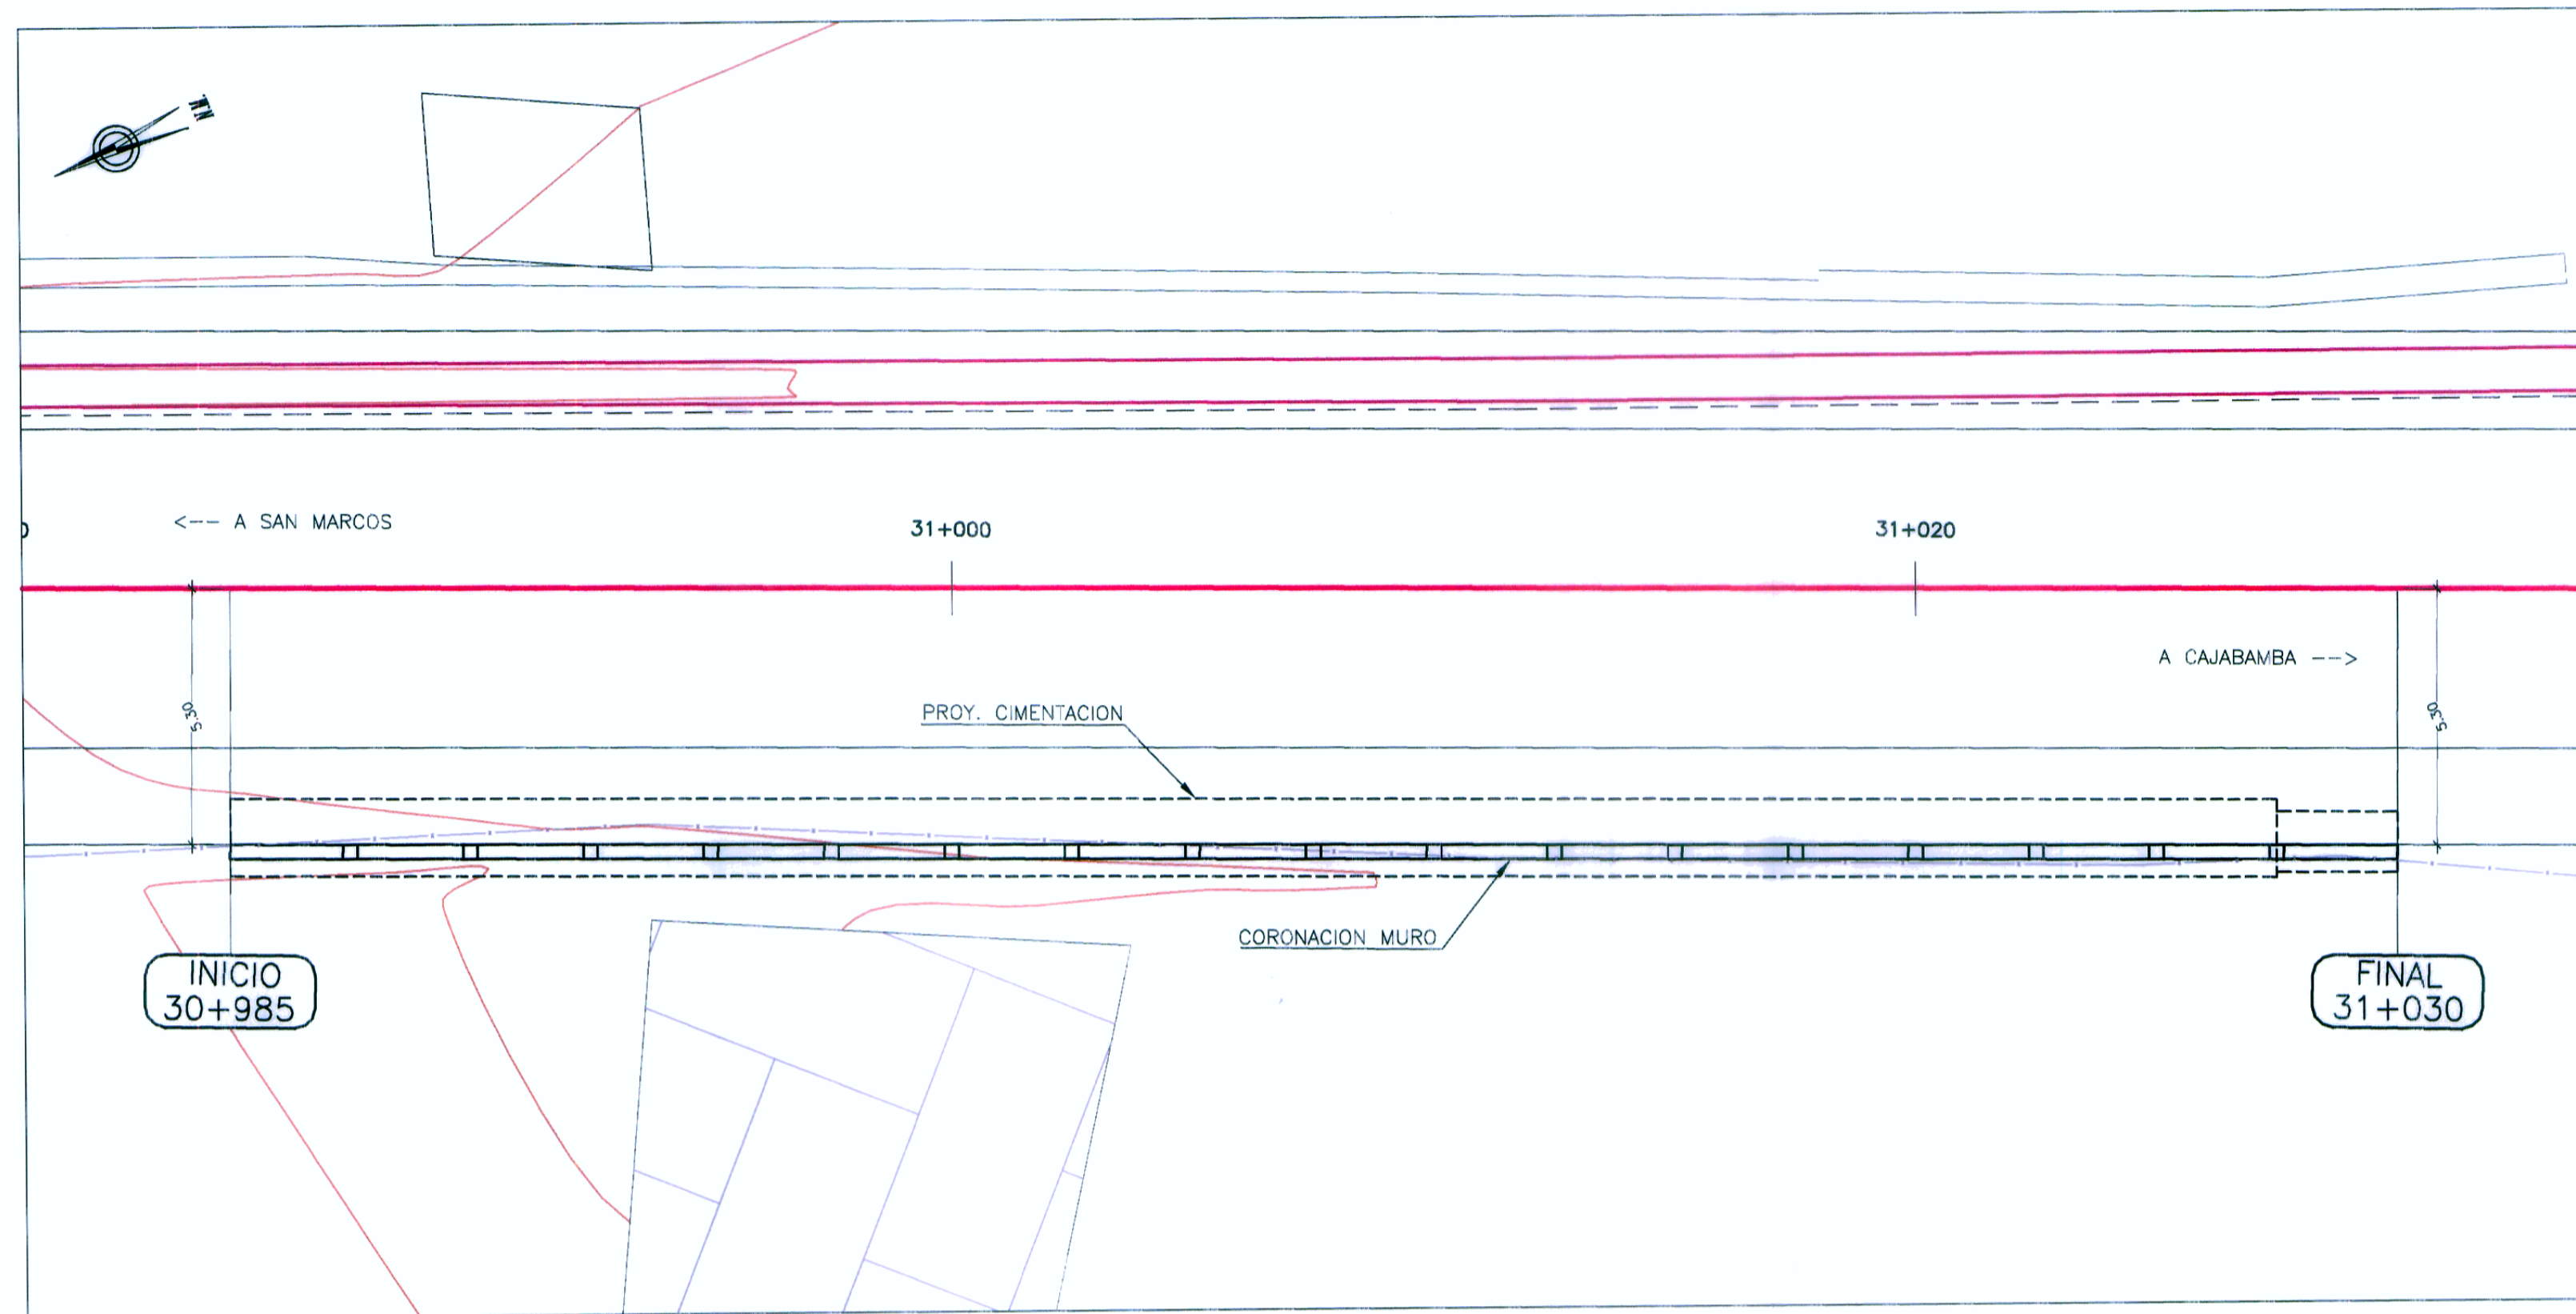 N.M.
<-- A SAN MARCOS
31+000
31+020
A CAJABAMBA -->
5.30
5.30
PROY. CIMENTACION
CORONACION MURO
INICIO
30+985
FINAL
31+030